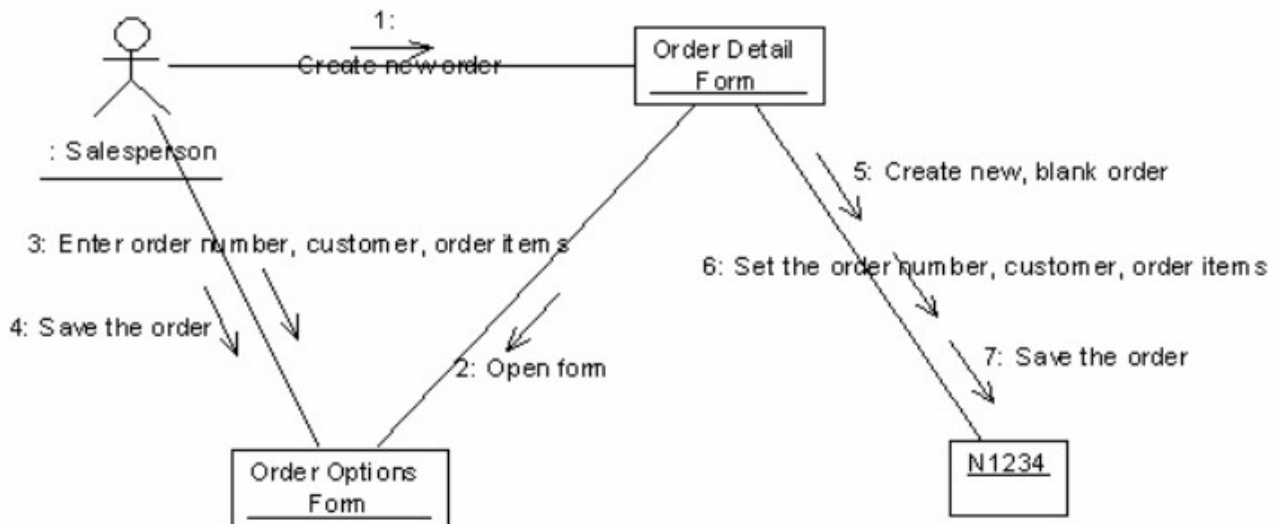 1:
Create new order
Order Detail
Form
: Salesperson
5: Create new, blank order
3: Enter order number, customer, order items
6: Set the order number, customer, order items
4: Save the order
2: Open form
7: Save the order
Order Options
Form
N1234